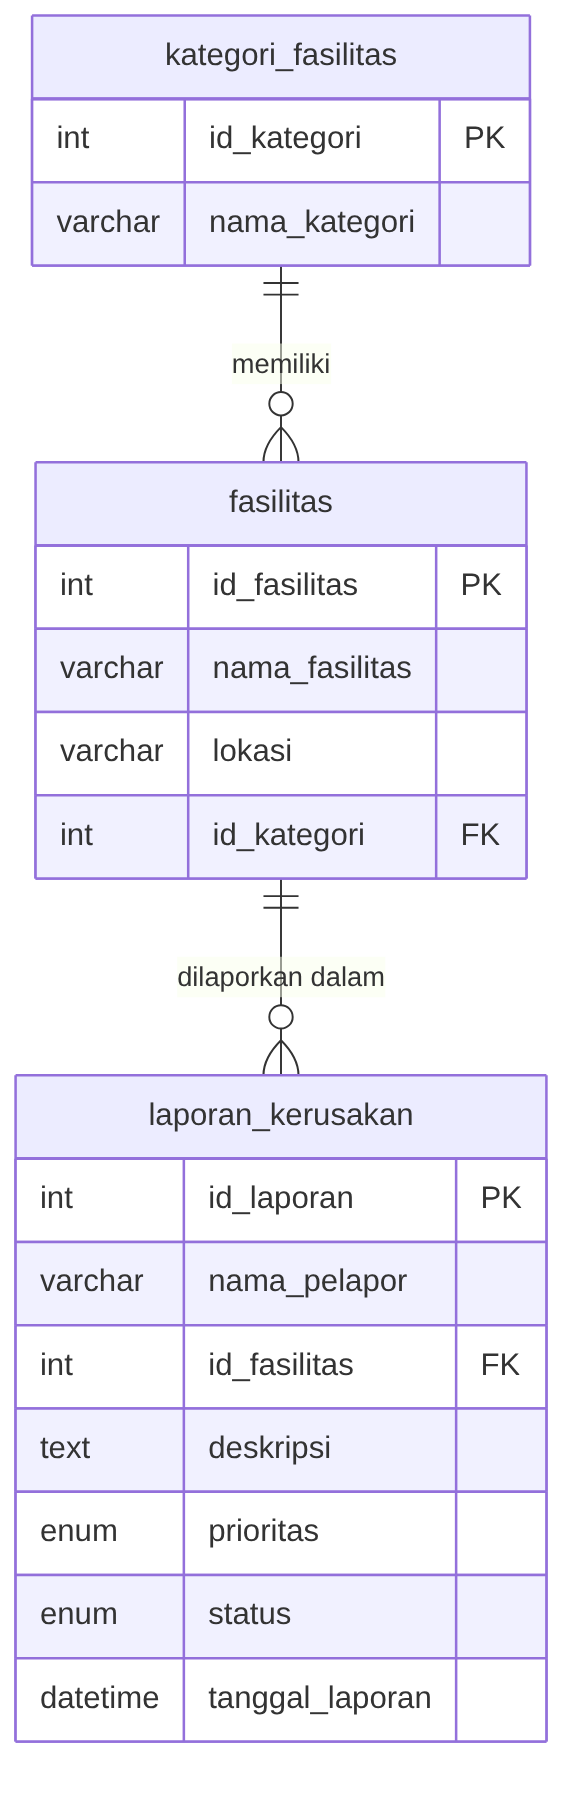 kategori_fasilitas
int id_kategori PK
varchar nama_kategori
memiliki
fasilitas
int id_fasilitas PK
varchar nama_fasilitas
varchar lokasi
int id_kategori FK
dilaporkan dalam
laporan_kerusakan
int id_laporan PK
varchar nama_pelapor
int id_fasilitas FK
text deskripsi
enum prioritas
enum status
datetime tanggal_laporan